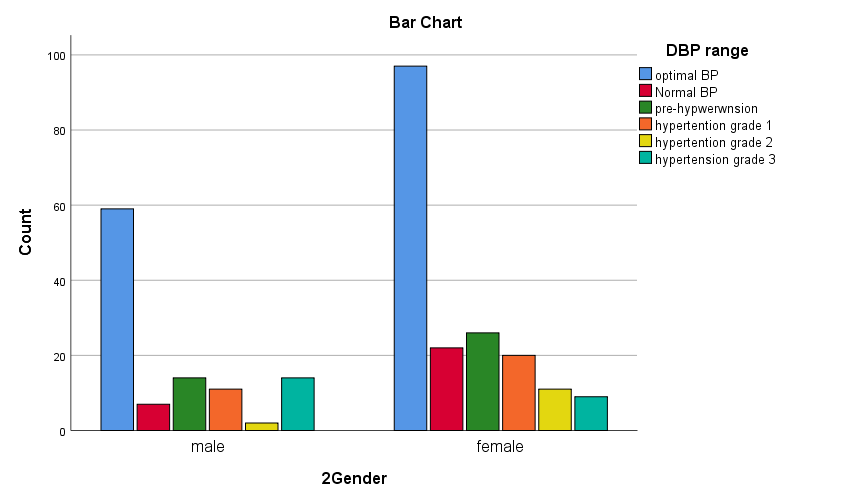 Bar Chart
DBP range
optimal BP
Normal BP
pre-hypwerwnsion
hypertention grade 1
hypertention grade 2
hypertension grade 3
100
80
60
40
20
0
Count
male
female
2Gender